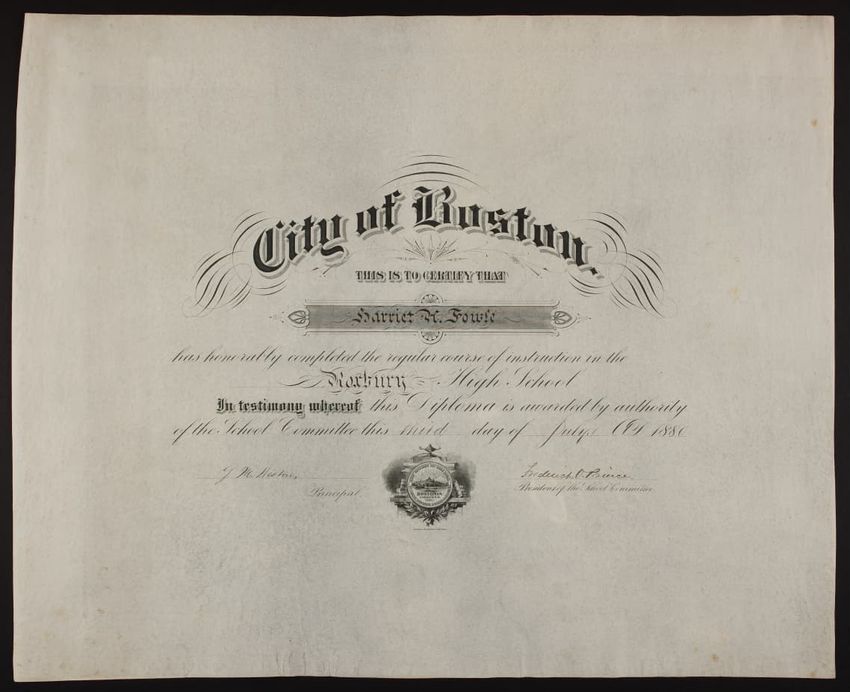 City of Boston.
THIS IS TO CERTIFY THAT
Harriet N. Fowle
has honorably completed the regular course of instruction in the
Roxbury High School
In testimony whereof this Diploma is awarded by authority
of the School Committee this third day of July AD 1880
Principal.
President of the School Committee